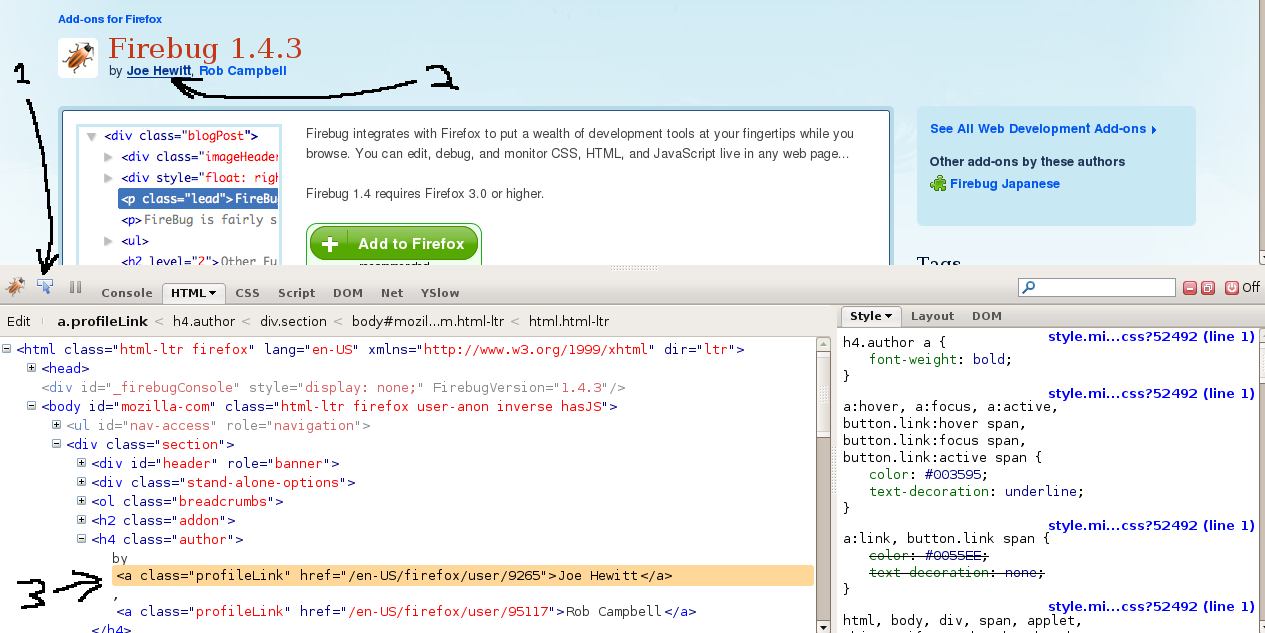 Add-ons for Firefox
Firebug 1.4.3
by Joe Hewitt, Rob Campbell
1
2
<div class="blogPost">
<div class="imageHeader
<div style="float: righ
<p class="lead">FireBu
<p>FireBug is fairly s
<ul>
<h2 level="2">Other Fu
Firebug integrates with Firefox to put a wealth of development tools at your fingertips while you
browse. You can edit, debug, and monitor CSS, HTML, and JavaScript live in any web page...
Firebug 1.4 requires Firefox 3.0 or higher.
Add to Firefox
recommended
See All Web Development Add-ons
Other add-ons by these authors
Firebug Japanese
Tags
Console HTML CSS Script DOM Net YSlow
Off
Edit a.profileLink < h4.author < div.section < body#mozil...m.html-ltr < html.html-ltr
<html class="html-ltr firefox" lang="en-US" xmlns="http://www.w3.org/1999/xhtml" dir="ltr">
<head>
<div id="_firebugConsole" style="display: none;" FirebugVersion="1.4.3"/>
<body id="mozilla-com" class="html-ltr firefox user-anon inverse hasJS">
<ul id="nav-access" role="navigation">
<div class="section">
<div id="header" role="banner">
<div class="stand-alone-options">
<ol class="breadcrumbs">
<h2 class="addon">
<h4 class="author">
by
3
<a class="profileLink" href="/en-US/firefox/user/9265">Joe Hewitt</a>
,
<a class="profileLink" href="/en-US/firefox/user/95117">Rob Campbell</a>
</h4>
Style Layout DOM
style.mi...css?52492 (line 1)
h4.author a {
font-weight: bold;
}
style.mi...css?52492 (line 1)
a:hover, a:focus, a:active,
button.link:hover span,
button.link:focus span,
button.link:active span {
color: #003595;
text-decoration: underline;
}
style.mi...css?52492 (line 1)
a:link, button.link span {
color: #0055EE;
text-decoration: none;
}
style.mi...css?52492 (line 1)
html, body, div, span, applet,